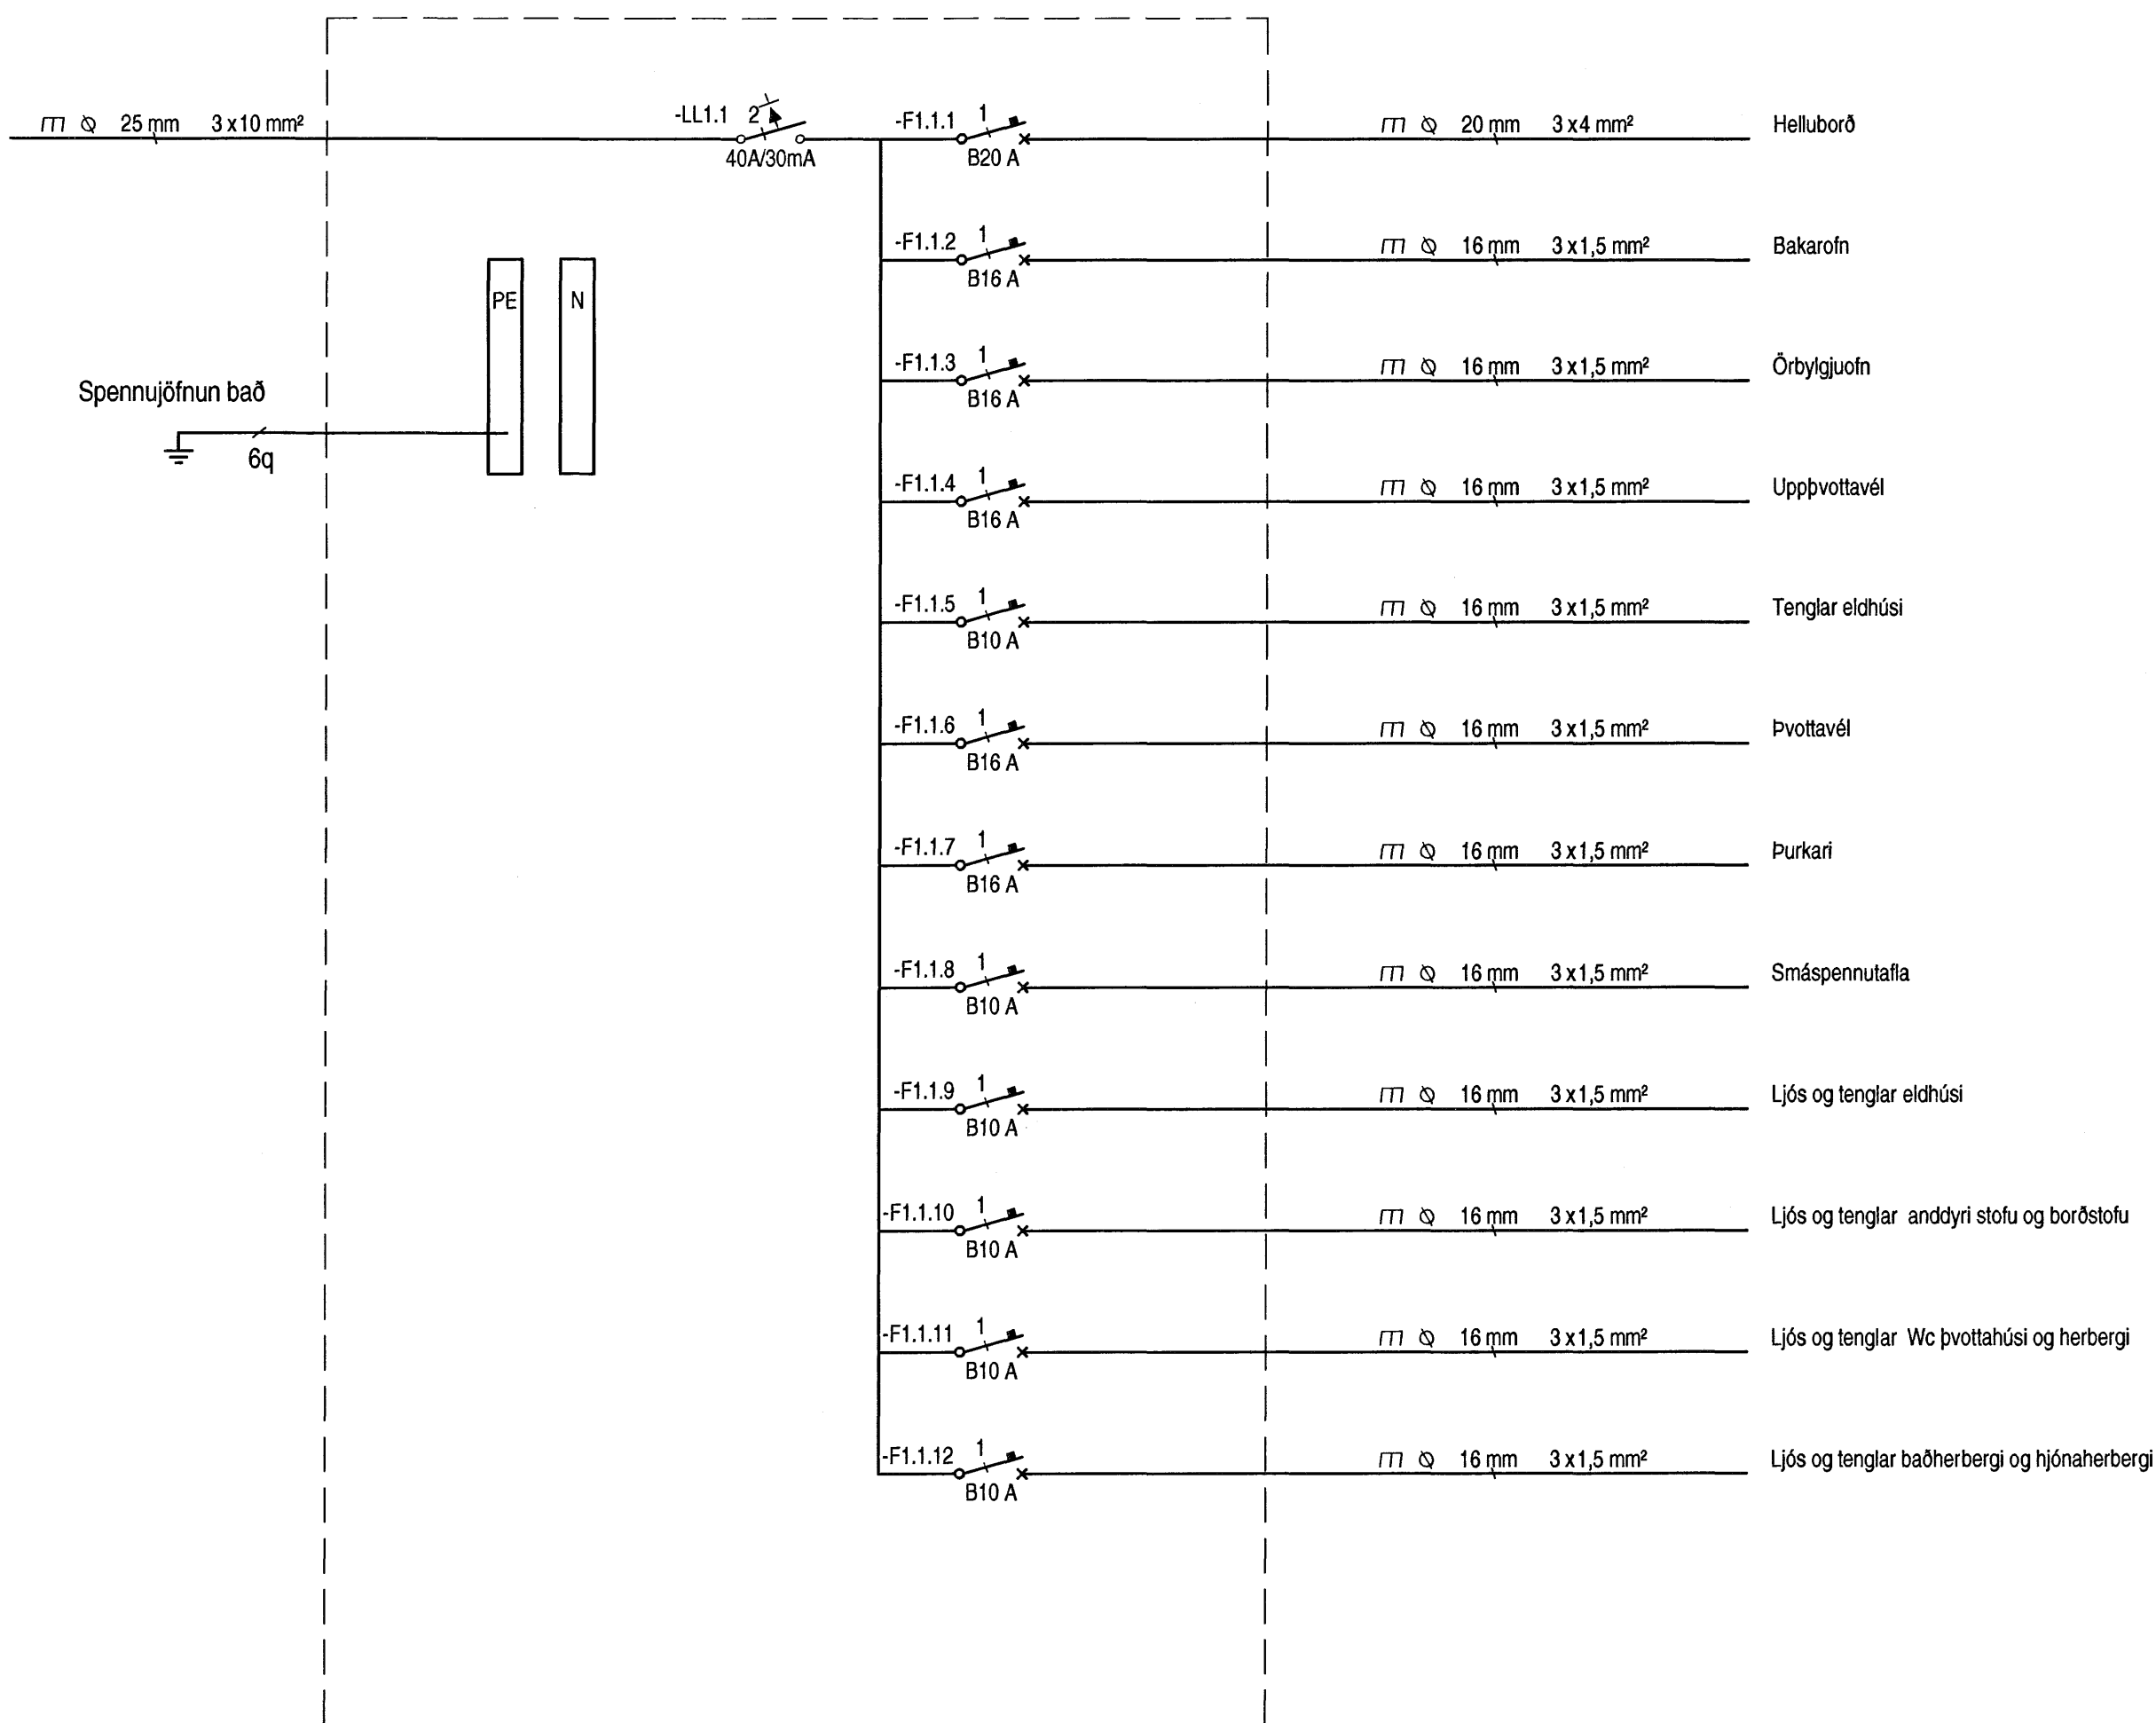 25 mm 3 x 10 mm²
-LL1.1 2
40A/30mA
-F1.1.1 1
B20 A
20 mm 3 x 4 mm² Helluborð
-F1.1.2 1
B16 A
16 mm 3 x 1,5 mm² Bakarofn
PE N
-F1.1.3 1
B16 A
16 mm 3 x 1,5 mm² Örbylgjuofn
Spennujöfnun bað
6q
-F1.1.4 1
B16 A
16 mm 3 x 1,5 mm² Uppþvottavél
-F1.1.5 1
B10 A
16 mm 3 x 1,5 mm² Tenglar eldhúsi
-F1.1.6 1
B16 A
16 mm 3 x 1,5 mm² Þvottavél
-F1.1.7 1
B16 A
16 mm 3 x 1,5 mm² Þurkari
-F1.1.8 1
B10 A
16 mm 3 x 1,5 mm² Smáspennutafla
-F1.1.9 1
B10 A
16 mm 3 x 1,5 mm² Ljós og tenglar eldhúsi
-F1.1.10 1
B10 A
16 mm 3 x 1,5 mm² Ljós og tenglar anddyri stofu og borðstofu
-F1.1.11 1
B10 A
16 mm 3 x 1,5 mm² Ljós og tenglar Wc þvottahúsi og herbergi
-F1.1.12 1
B10 A
16 mm 3 x 1,5 mm² Ljós og tenglar baðherbergi og hjónaherbergi